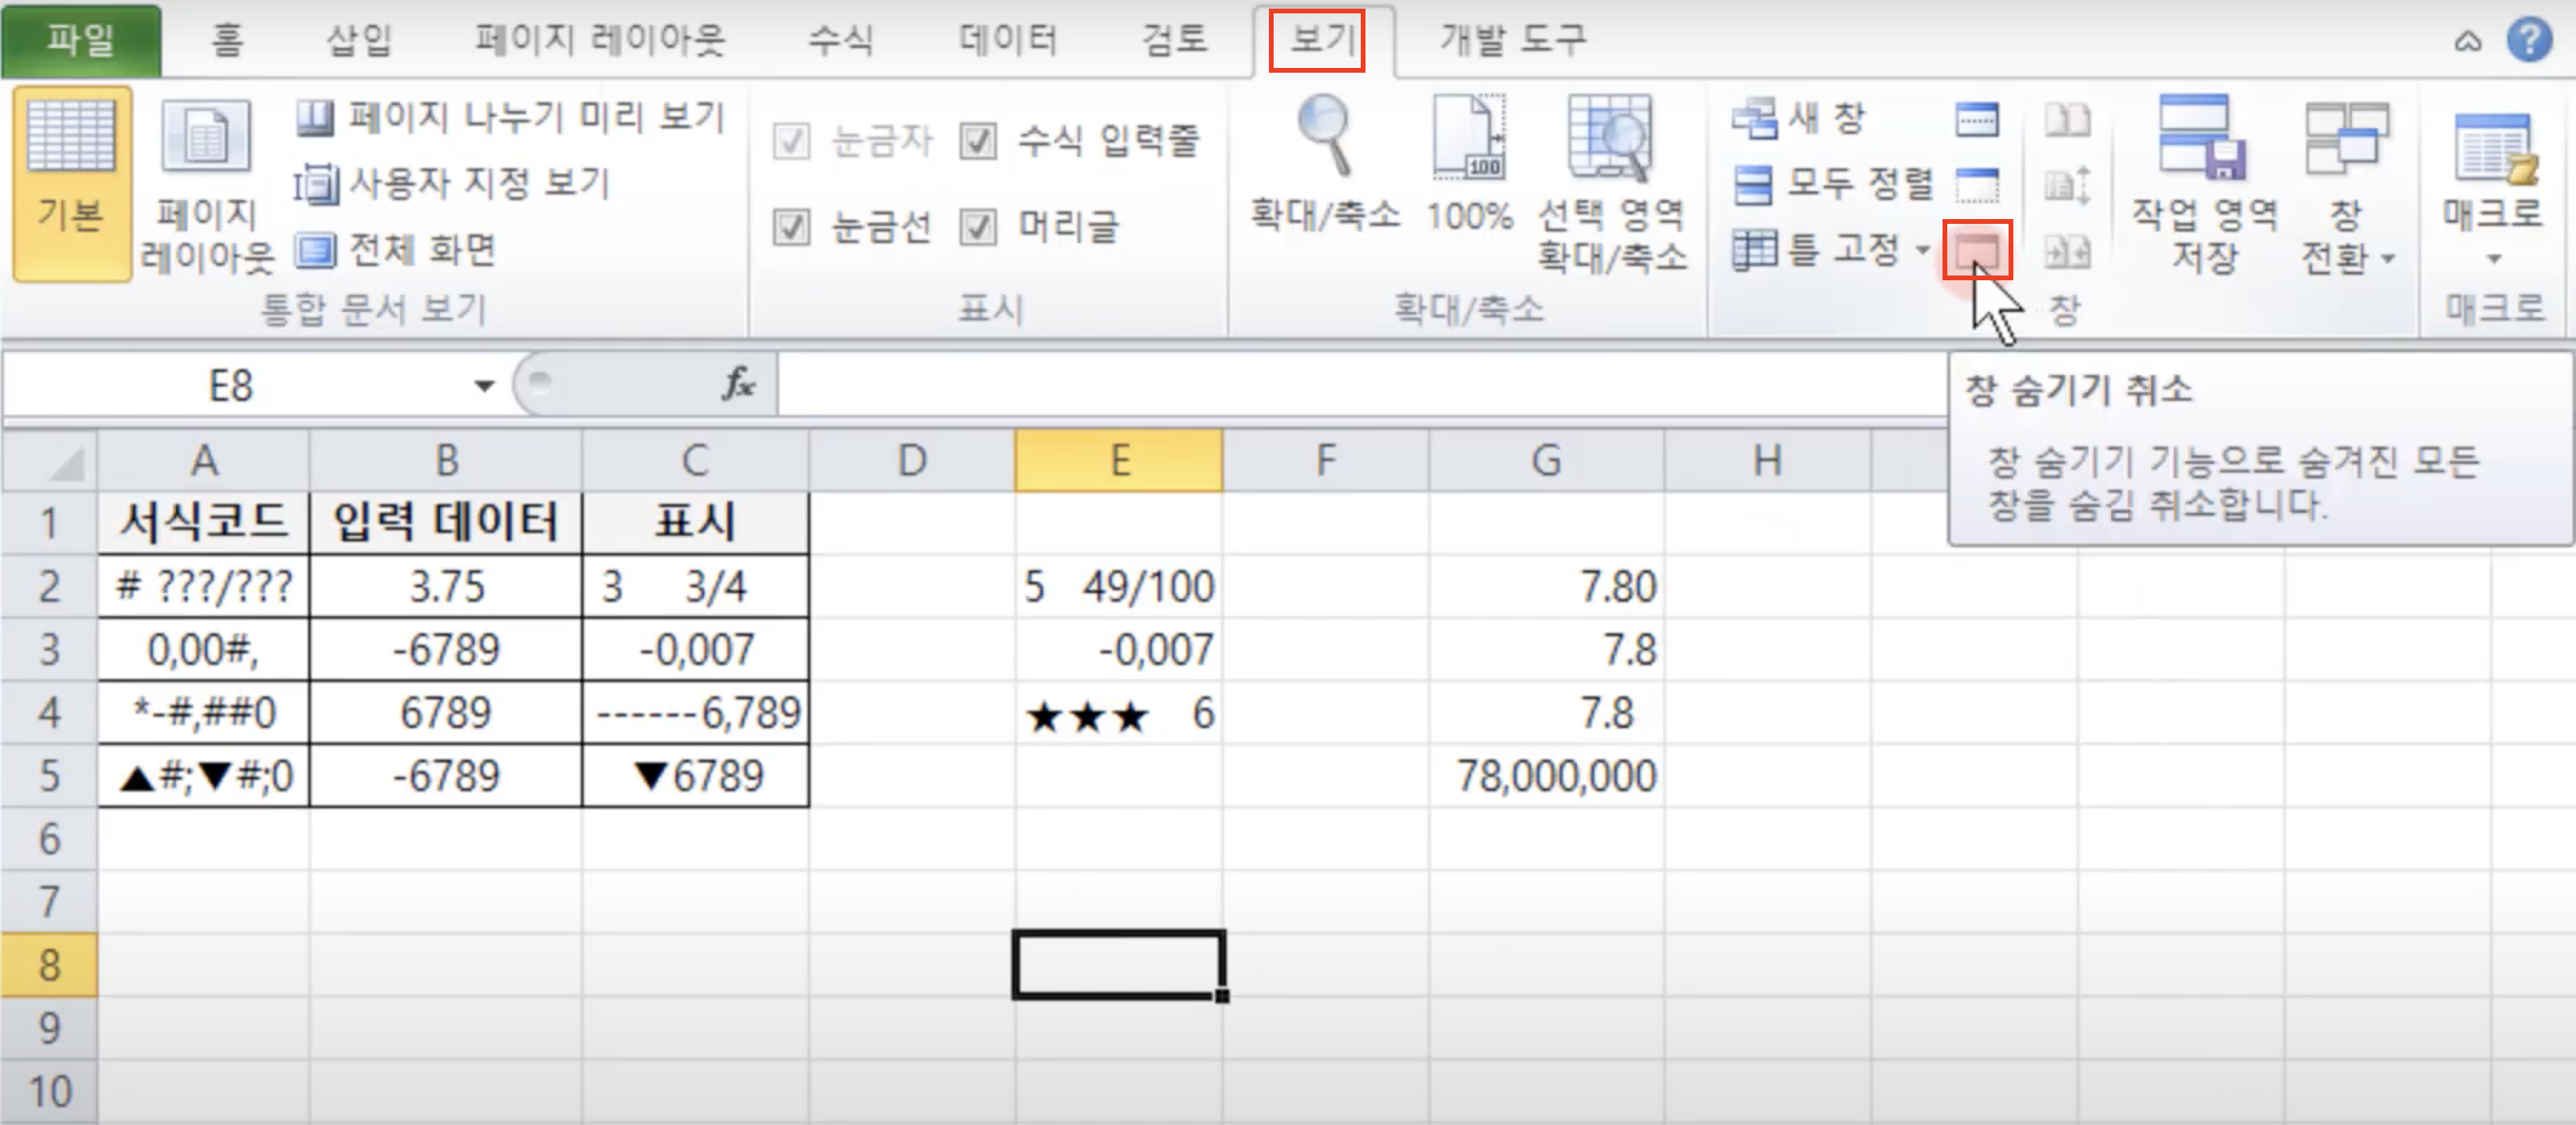 파일 홈 삽입 페이지 레이아웃 수식 데이터 검토 보기 개발 도구
기본
페이지
레이아웃
페이지 나누기 미리 보기
사용자 지정 보기
전체 화면
통합 문서 보기
눈금자 수식 입력줄
눈금선 머리글
표시
확대/축소
100
100%
선택 영역
확대/축소
확대/축소
새 창
모두 정렬
틀 고정
작업 영역
저장
창
전환
창
매크로
매크로
E8 fx
창 숨기기 취소
창 숨기기 기능으로 숨겨진 모든
창을 숨김 취소합니다.
A B C D E F G H
1 서식코드 입력 데이터 표시
2 # ???/??? 3.75 3 3/4 5 49/100 7.80
3 0,00#, -6789 -0,007 -0,007 7.8
4 *-#,##0 6789 ------6,789 ★★★ 6 7.8
5 ▲#;▼#;0 -6789 ▼6789 78,000,000
6
7
8
9
10